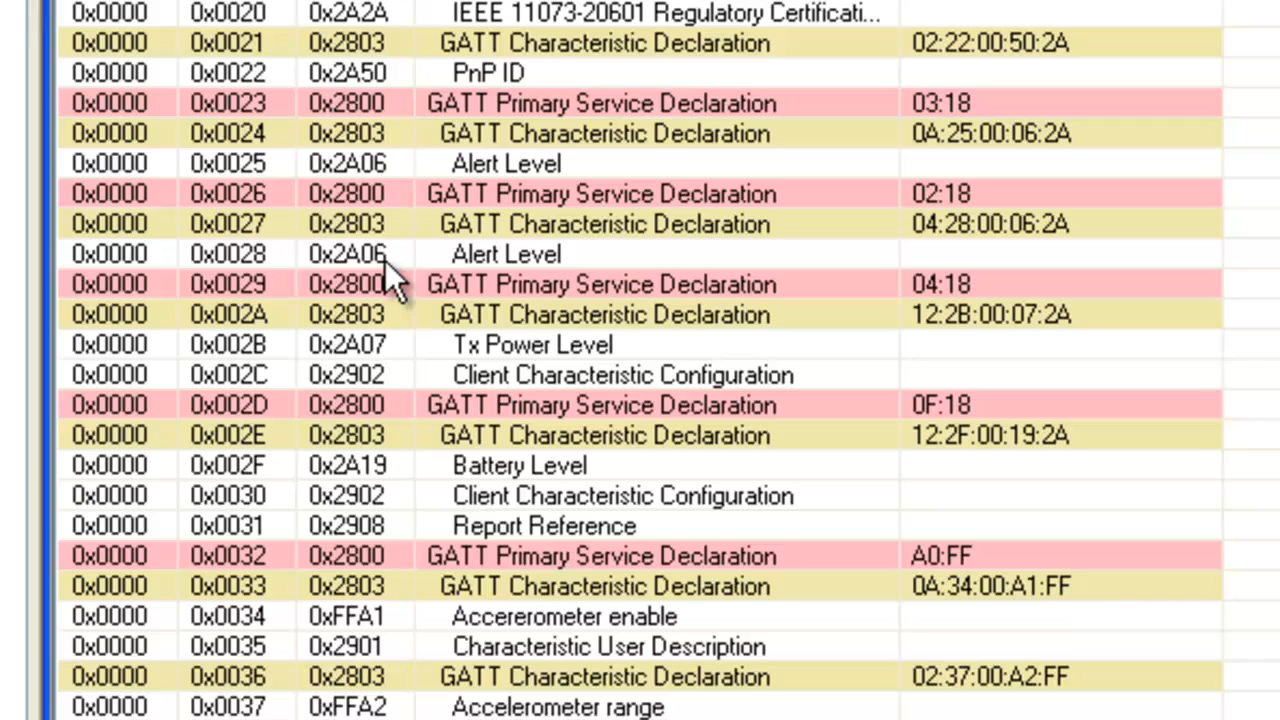 0x0000 0x0020 0x2A2A IEEE 11073-20601 Regulatory Certificati...
0x0000 0x0021 0x2803 GATT Characteristic Declaration 02:22:00:50:2A
0x0000 0x0022 0x2A50 PnP ID
0x0000 0x0023 0x2800 GATT Primary Service Declaration 03:18
0x0000 0x0024 0x2803 GATT Characteristic Declaration 0A:25:00:06:2A
0x0000 0x0025 0x2A06 Alert Level
0x0000 0x0026 0x2800 GATT Primary Service Declaration 02:18
0x0000 0x0027 0x2803 GATT Characteristic Declaration 04:28:00:06:2A
0x0000 0x0028 0x2A06 Alert Level
0x0000 0x0029 0x2800 GATT Primary Service Declaration 04:18
0x0000 0x002A 0x2803 GATT Characteristic Declaration 12:2B:00:07:2A
0x0000 0x002B 0x2A07 Tx Power Level
0x0000 0x002C 0x2902 Client Characteristic Configuration
0x0000 0x002D 0x2800 GATT Primary Service Declaration 0F:18
0x0000 0x002E 0x2803 GATT Characteristic Declaration 12:2F:00:19:2A
0x0000 0x002F 0x2A19 Battery Level
0x0000 0x0030 0x2902 Client Characteristic Configuration
0x0000 0x0031 0x2908 Report Reference
0x0000 0x0032 0x2800 GATT Primary Service Declaration A0:FF
0x0000 0x0033 0x2803 GATT Characteristic Declaration 0A:34:00:A1:FF
0x0000 0x0034 0xFFA1 Accererometer enable
0x0000 0x0035 0x2901 Characteristic User Description
0x0000 0x0036 0x2803 GATT Characteristic Declaration 02:37:00:A2:FF
0x0000 0x0037 0xFFA2 Accelerometer range